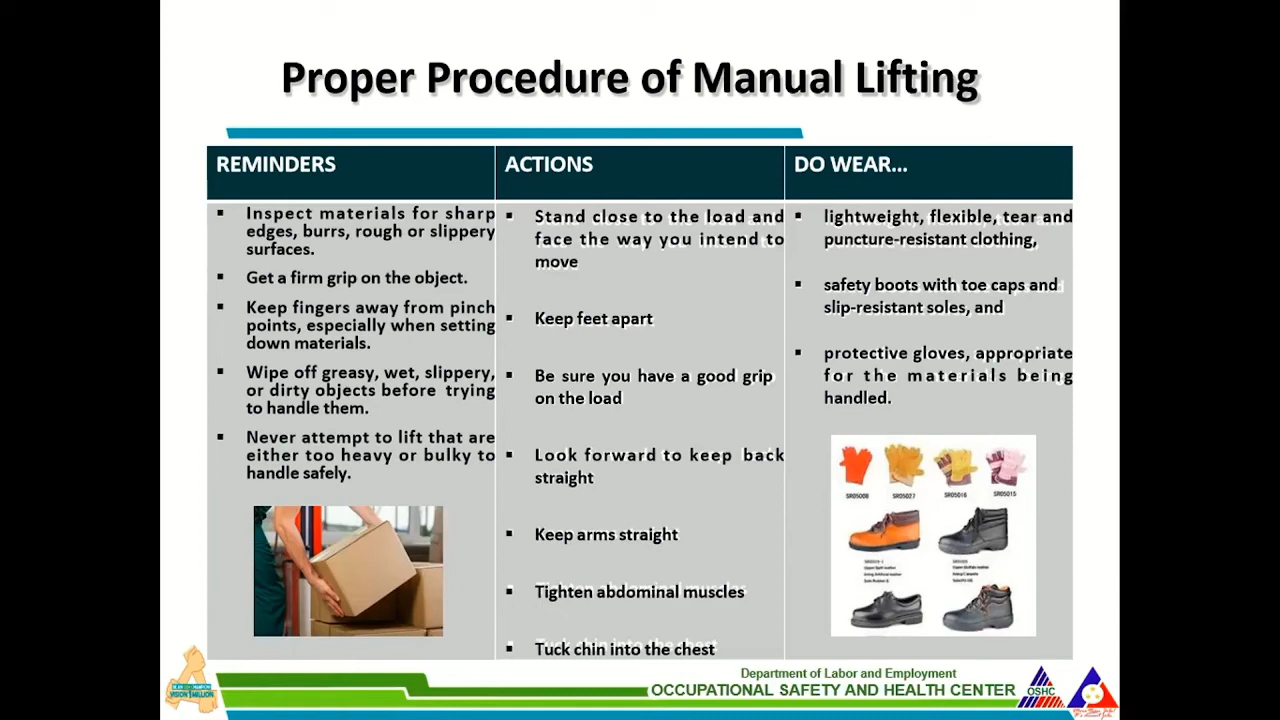 Proper Procedure of Manual Lifting
REMINDERS
Inspect materials for sharp
edges, burrs, rough or slippery
surfaces.
Get a firm grip on the object.
Keep fingers away from pinch
points, especially when setting
down materials.
Wipe off greasy, wet, slippery,
or dirty objects before trying
to handle them.
Never attempt to lift that are
either too heavy or bulky to
handle safely.
ACTIONS
Stand close to the load and
face the way you intend to
move
Keep feet apart
Be sure you have a good grip
on the load
Look forward to keep back
straight
Keep arms straight
Tighten abdominal muscles
Tuck chin into the chest
DO WEAR...
lightweight, flexible, tear and
puncture-resistant clothing,
safety boots with toe caps and
slip-resistant soles, and
protective gloves, appropriate
for the materials being
handled.
SR05008 SR05027 SR05016 SR05015
Department of Labor and Employment
OCCUPATIONAL SAFETY AND HEALTH CENTER
OSHC